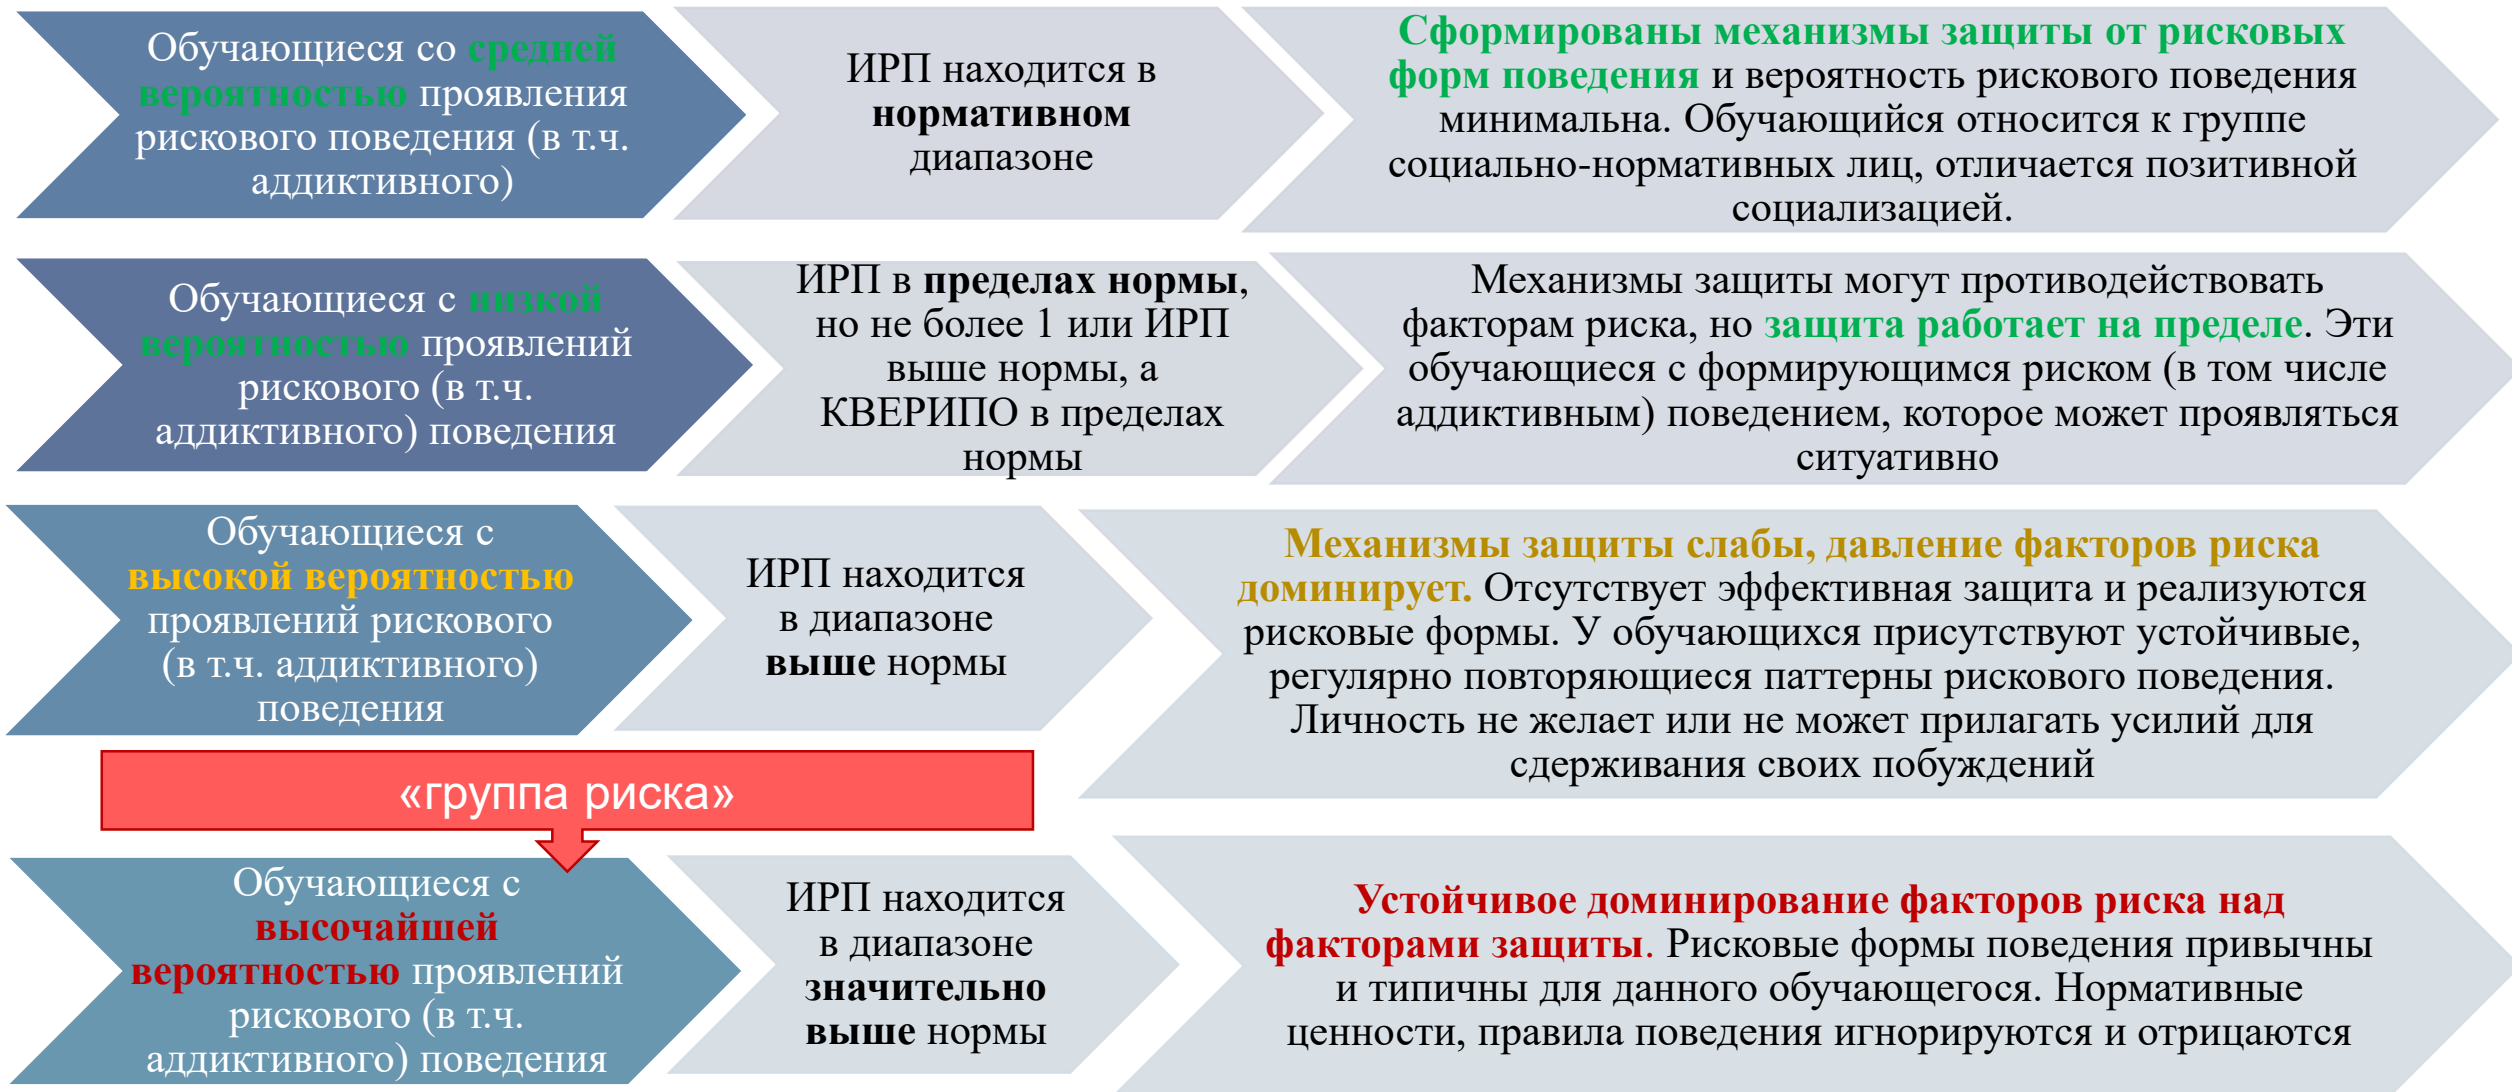 Обучающиеся со средней
вероятностью проявления
рискового поведения (в т.ч.
аддиктивного)
ИРП находится в
нормативном
диапазоне
Сформированы механизмы защиты от рисковых
форм поведения и вероятность рискового поведения
минимальна. Обучающийся относится к группе
социально-нормативных лиц, отличается позитивной
социализацией.
Обучающиеся с низкой
вероятностью проявлений
рискового (в т.ч.
аддиктивного) поведения
ИРП в пределах нормы,
но не более 1 или ИРП
выше нормы, а
КВЕРИПО в пределах
нормы
Механизмы защиты могут противодействовать
факторам риска, но защита работает на пределе. Эти
обучающиеся с формирующимся риском (в том числе
аддиктивным) поведением, которое может проявляться
ситуативно
Обучающиеся с
высокой вероятностью
проявлений рискового
(в т.ч. аддиктивного)
поведения
ИРП находится
в диапазоне
выше нормы
Механизмы защиты слабы, давление факторов риска
доминирует. Отсутствует эффективная защита и реализуются
рисковые формы. У обучающихся присутствуют устойчивые,
регулярно повторяющиеся паттерны рискового поведения.
Личность не желает или не может прилагать усилий для
сдерживания своих побуждений
«группа риска»
Обучающиеся с
высочайшей
вероятностью проявлений
рискового (в т.ч.
аддиктивного) поведения
ИРП находится
в диапазоне
значительно
выше нормы
Устойчивое доминирование факторов риска над
факторами защиты. Рисковые формы поведения привычны
и типичны для данного обучающегося. Нормативные
ценности, правила поведения игнорируются и отрицаются